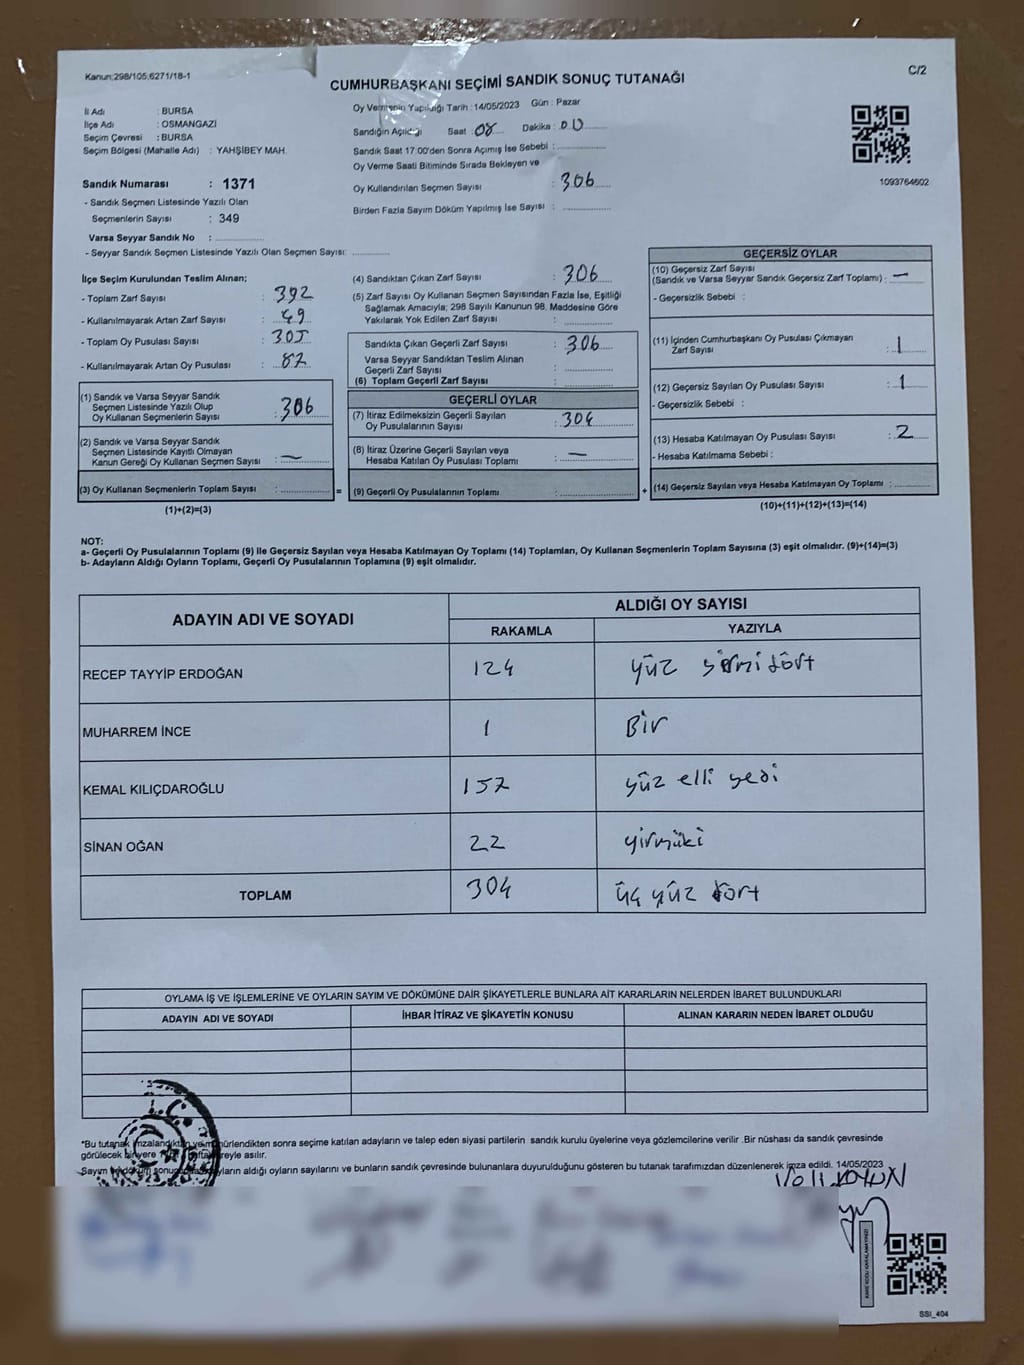 Kanun:298/105;6271/18-1
C/2
CUMHURBAŞKANI SEÇİMİ SANDIK SONUÇ TUTANAĞI
İl Adı : BURSA
İlçe Adı : OSMANGAZİ
Seçim Çevresi : BURSA
Seçim Bölgesi (Mahalle Adı) : YAHŞİBEY MAH.
Sandık Numarası : 1371
- Sandık Seçmen Listesinde Yazılı Olan
Seçmenlerin Sayısı : 349
Varsa Seyyar Sandık No :
- Seyyar Sandık Seçmen Listesinde Yazılı Olan Seçmen Sayısı:
Oy Vermenin Yapıldığı Tarih :14/05/2023 Gün : Pazar
Sandığın Açıldığı Saat : 08 Dakika : 00
Sandık Saat 17:00'den Sonra Açımış İse Sebebi :
Oy Verme Saati Bitiminde Sırada Bekleyen ve
Oy Kullandırılan Seçmen Sayısı : 306
Birden Fazla Sayım Döküm Yapılmış İse Sayısı :
1093764602
İlçe Seçim Kurulundan Teslim Alınan;
- Toplam Zarf Sayısı : 392
- Kullanılmayarak Artan Zarf Sayısı : 49
- Toplam Oy Pusulası Sayısı : 305
- Kullanılmayarak Artan Oy Pusulası : 82
(1) Sandık ve Varsa Seyyar Sandık
Seçmen Listesinde Yazılı Olup
Oy Kullanan Seçmenlerin Sayısı : 306
(2) Sandık ve Varsa Seyyar Sandık
Seçmen Listesinde Kayıtlı Olmayan
Kanun Gereği Oy Kullanan Seçmen Sayısı : —
(3) Oy Kullanan Seçmenlerin Toplam Sayısı :
(1)+(2)=(3)
(4) Sandıktan Çıkan Zarf Sayısı : 306
(5) Zarf Sayısı Oy Kullanan Seçmen Sayısından Fazla İse, Eşitliği
Sağlamak Amacıyla; 298 Sayılı Kanunun 98. Maddesine Göre
Yakılarak Yok Edilen Zarf Sayısı :
Sandıkta Çıkan Geçerli Zarf Sayısı : 306
Varsa Seyyar Sandıktan Teslim Alınan
Geçerli Zarf Sayısı :
(6) Toplam Geçerli Zarf Sayısı :
GEÇERLİ OYLAR
(7) İtiraz Edilmeksizin Geçerli Sayılan
Oy Pusulalarının Sayısı : 304
(8) İtiraz Üzerine Geçerli Sayılan veya
Hesaba Katılan Oy Pusulası Toplamı : —
= (9) Geçerli Oy Pusulalarının Toplamı :
GEÇERSİZ OYLAR
(10) Geçersiz Zarf Sayısı
(Sandık ve Varsa Seyyar Sandık Geçersiz Zarf Toplamı) : —
- Geçersizlik Sebebi :
(11) İçinden Cumhurbaşkanı Oy Pusulası Çıkmayan
Zarf Sayısı : 1
(12) Geçersiz Sayılan Oy Pusulası Sayısı : 1
- Geçersizlik Sebebi :
(13) Hesaba Katılmayan Oy Pusulası Sayısı : 2
- Hesaba Katılmama Sebebi :
+ (14) Geçersiz Sayılan veya Hesaba Katılmayan Oy Toplamı :
(10)+(11)+(12)+(13)=(14)
NOT:
a- Geçerli Oy Pusulalarının Toplamı (9) ile Geçersiz Sayılan veya Hesaba Katılmayan Oy Toplamı (14) Toplamları, Oy Kullanan Seçmenlerin Toplam Sayısına (3) eşit olmalıdır. (9)+(14)=(3)
b- Adayların Aldığı Oyların Toplamı, Geçerli Oy Pusulalarının Toplamına (9) eşit olmalıdır.
ADAYIN ADI VE SOYADI ALDIĞI OY SAYISI
RAKAMLA YAZIYLA
RECEP TAYYİP ERDOĞAN 124 yüz yirmi dört
MUHARREM İNCE 1 Bir
KEMAL KILIÇDAROĞLU 157 yüz elli yedi
SİNAN OĞAN 22 yirmiiki
TOPLAM 304 üç yüz dört
OYLAMA İŞ VE İŞLEMLERİNE VE OYLARIN SAYIM VE DÖKÜMÜNE DAİR ŞİKAYETLERLE BUNLARA AİT KARARLARIN NELERDEN İBARET BULUNDUKLARI
ADAYIN ADI VE SOYADI İHBAR İTİRAZ VE ŞİKAYETİN KONUSU ALINAN KARARIN NEDEN İBARET OLDUĞU
*Bu tutanak imzalandıktan ve mühürlendikten sonra seçime katılan adayların ve talep eden siyasi partilerin sandık kurulu üyelerine veya gözlemcilerine verilir .Bir nüshası da sandık çevresinde
görülecek bir yere asılır.
Sayım ve döküm aldığı oyların sayılarını ve bunların sandık çevresinde bulunanlara duyurulduğunu gösteren bu tutanak tarafımızdan düzenlenerek imza edildi. 14/05/2023
SSI_404